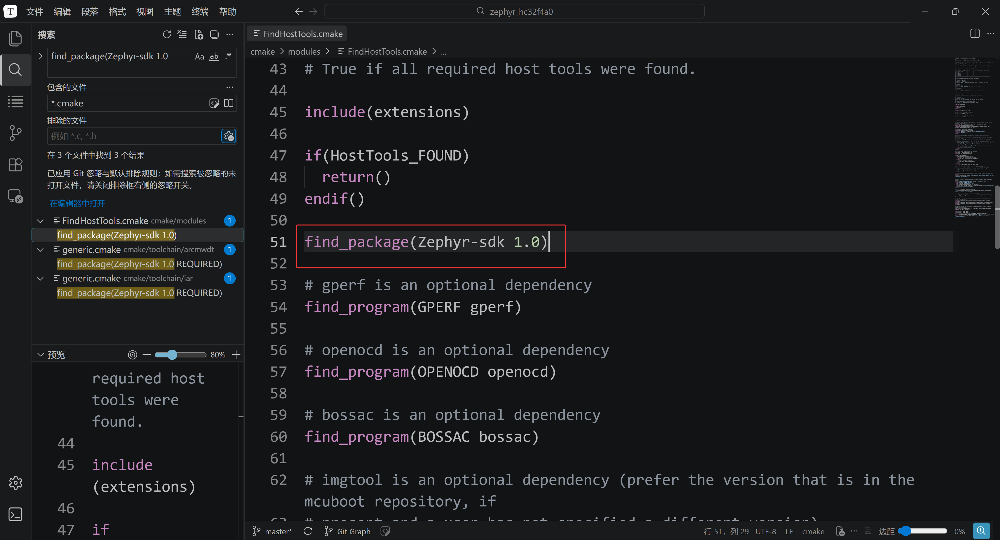 T 文件 编辑 段落 格式 视图 主题 终端 帮助
zephyr_hc32f4a0
搜索
find_package(Zephyr-sdk 1.0
Aa ab .*
包含的文件
*.cmake
排除的文件
例如 *.c, *.h
在 3 个文件中找到 3 个结果
已应用 Git 忽略与默认排除规则；如需搜索被忽略的未
打开文件，请关闭排除框右侧的忽略开关。
在编辑器中打开
FindHostTools.cmake cmake/modules 1
find_package(Zephyr-sdk 1.0)
generic.cmake cmake/toolchain/arcmwdt 1
find_package(Zephyr-sdk 1.0 REQUIRED)
generic.cmake cmake/toolchain/iar 1
find_package(Zephyr-sdk 1.0 REQUIRED)
预览 80%
required host
tools were
found.
44
45 include
(extensions)
46
47 if
FindHostTools.cmake
cmake > modules > FindHostTools.cmake > ...
43 # True if all required host tools were found.
44
45 include(extensions)
46
47 if(HostTools_FOUND)
48 return()
49 endif()
50
51 find_package(Zephyr-sdk 1.0)
52
53 # gperf is an optional dependency
54 find_program(GPERF gperf)
55
56 # openocd is an optional dependency
57 find_program(OPENOCD openocd)
58
59 # bossac is an optional dependency
60 find_program(BOSSAC bossac)
61
62 # imgtool is an optional dependency (prefer the version that is in the
mcuboot repository, if
63 # present and a user has not specified a different version)
master* Git Graph
行 51，列 29 UTF-8 LF cmake 边距 0%